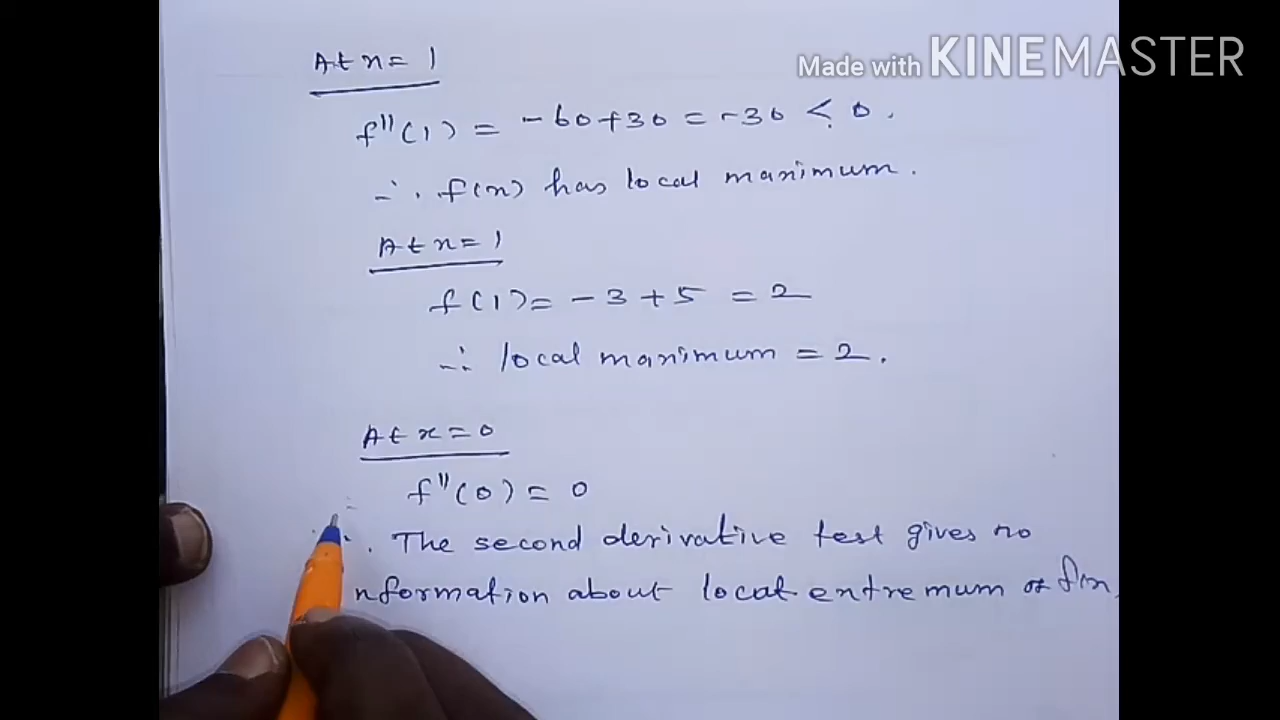 Made with KINEMASTER
At x = 1
f''(1) = -60+30 = -30 < 0.
∴ f(x) has local maximum.
At x = 1
f(1) = -3 + 5 = 2
∴ local maximum = 2.
At x = 0
f''(0) = 0
∴ The second derivative test gives no
nformation about local extremum of f(x